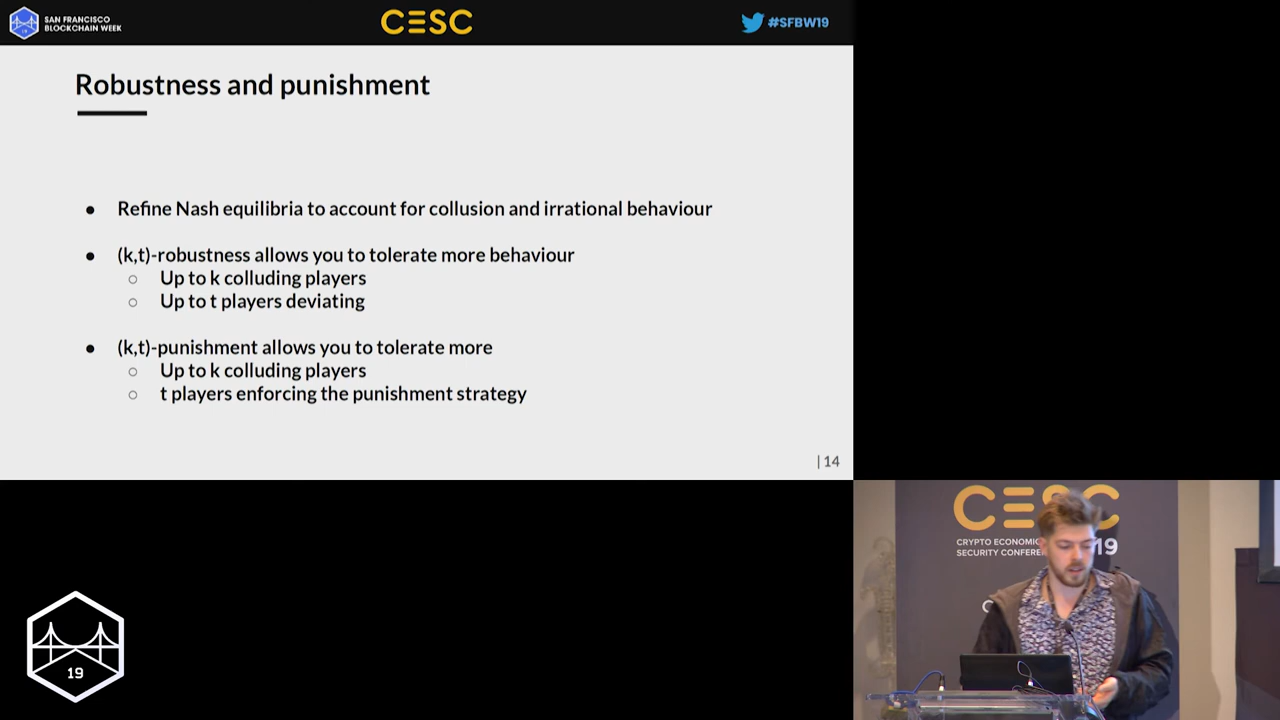 SAN FRANCISCO
BLOCKCHAIN WEEK
19
CESC
#SFBW19
Robustness and punishment
● Refine Nash equilibria to account for collusion and irrational behaviour
● (k,t)-robustness allows you to tolerate more behaviour
○ Up to k colluding players
○ Up to t players deviating
● (k,t)-punishment allows you to tolerate more
○ Up to k colluding players
○ t players enforcing the punishment strategy
| 14
CESC
CRYPTO ECONOMIC
SECURITY 19
19